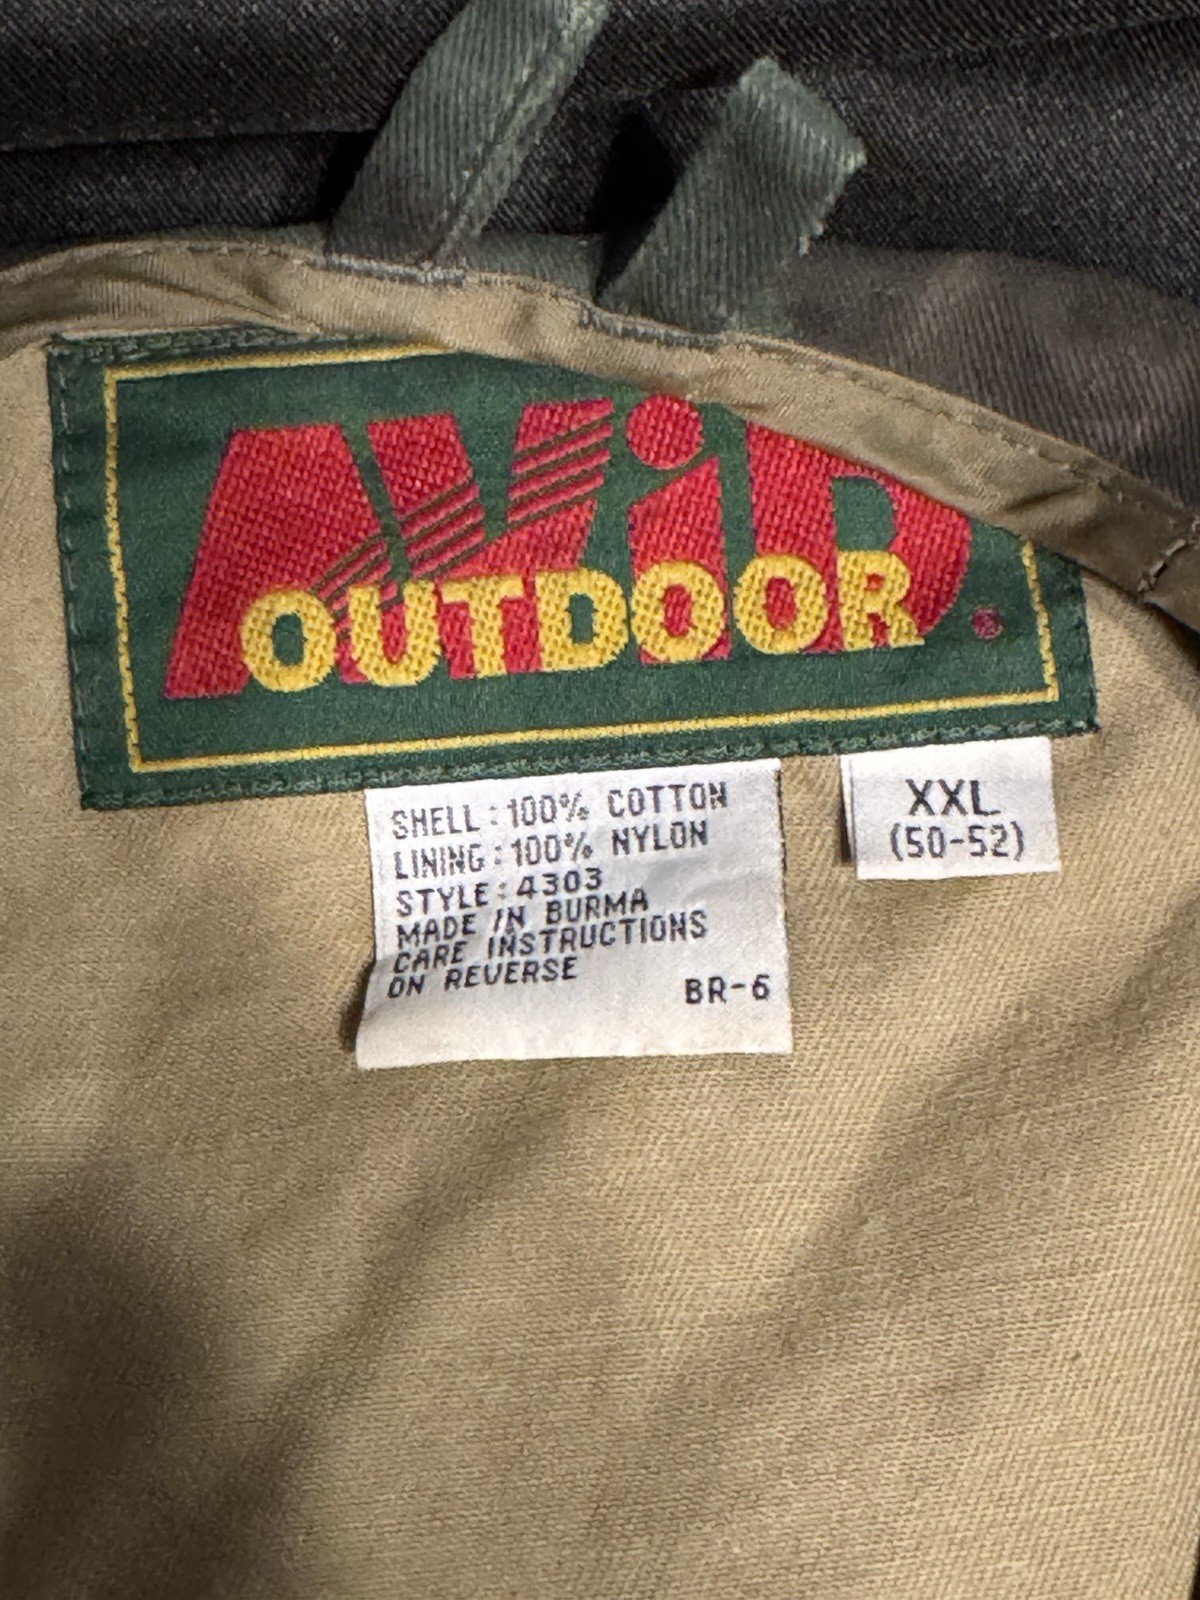 AViD®
OUTDOOR
SHELL : 100% COTTON
LINING : 100% NYLON
STYLE : 4303
MADE IN BURMA
CARE INSTRUCTIONS
ON REVERSE
BR-6
XXL
(50-52)